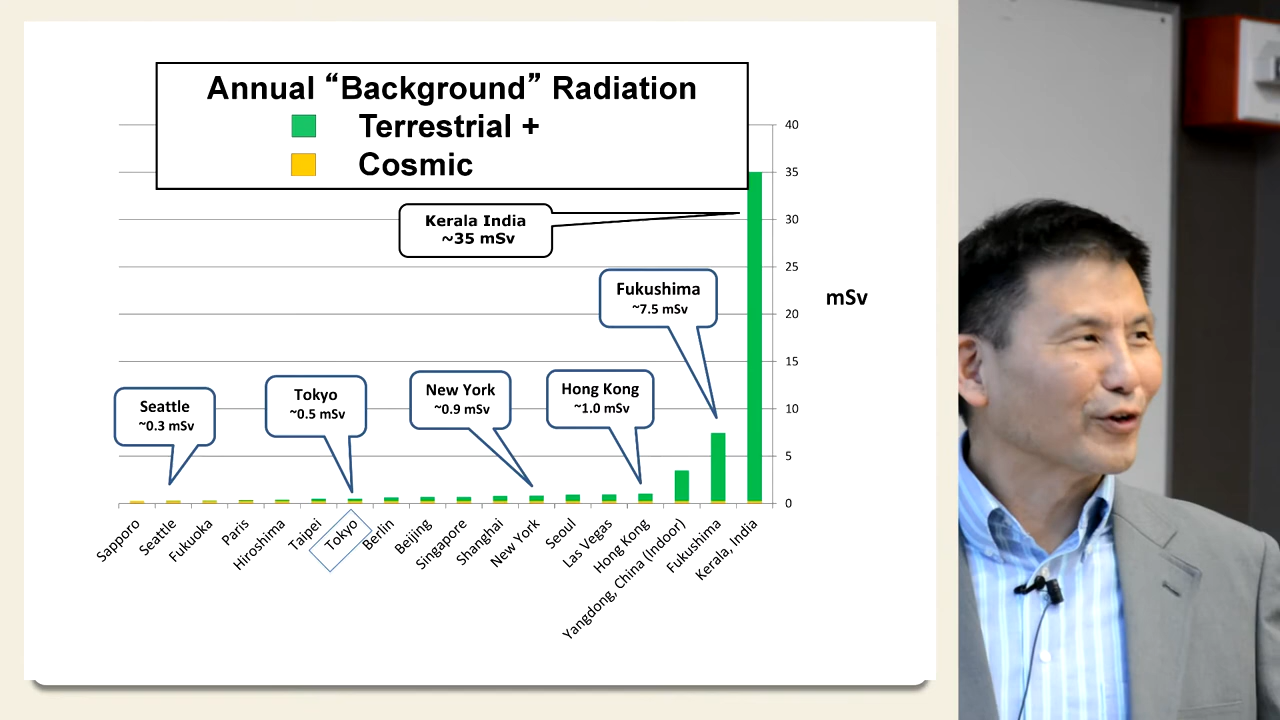 Annual “Background” Radiation
Terrestrial +
Cosmic
40
35
30
25
20
15
10
5
0
mSv
Kerala India
~35 mSv
Fukushima
~7.5 mSv
Seattle
~0.3 mSv
Tokyo
~0.5 mSv
New York
~0.9 mSv
Hong Kong
~1.0 mSv
Sapporo
Seattle
Fukuoka
Paris
Hiroshima
Taipei
Tokyo
Berlin
Beijing
Singapore
Shanghai
New York
Seoul
Las Vegas
Hong Kong
Yangdong, China (Indoor)
Fukushima
Kerala, India